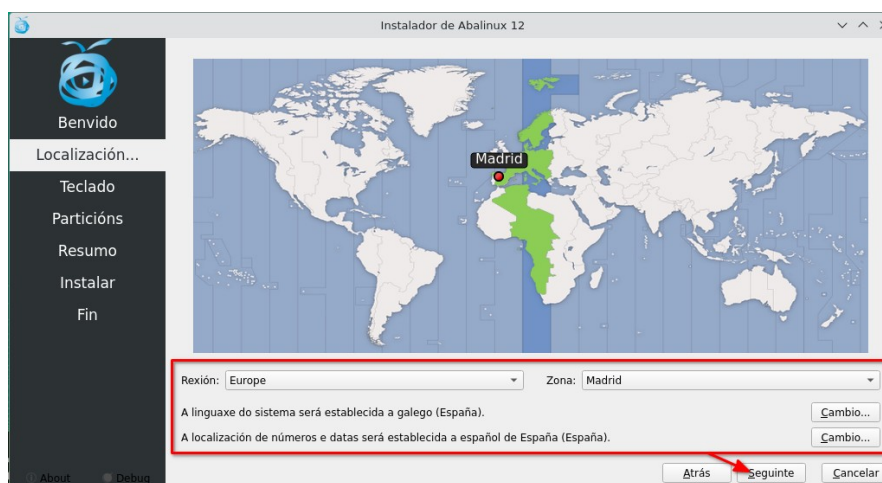 Instalador de Abalinux 12
Benvido
Localización...
Teclado
Particións
Resumo
Instalar
Fin
About
Debug
Madrid
Rexión: Europe
Zona: Madrid
A linguaxe do sistema será establecida a galego (España).
Cambio...
A localización de números e datas será establecida a español de España (España).
Cambio...
Atrás
Seguinte
Cancelar